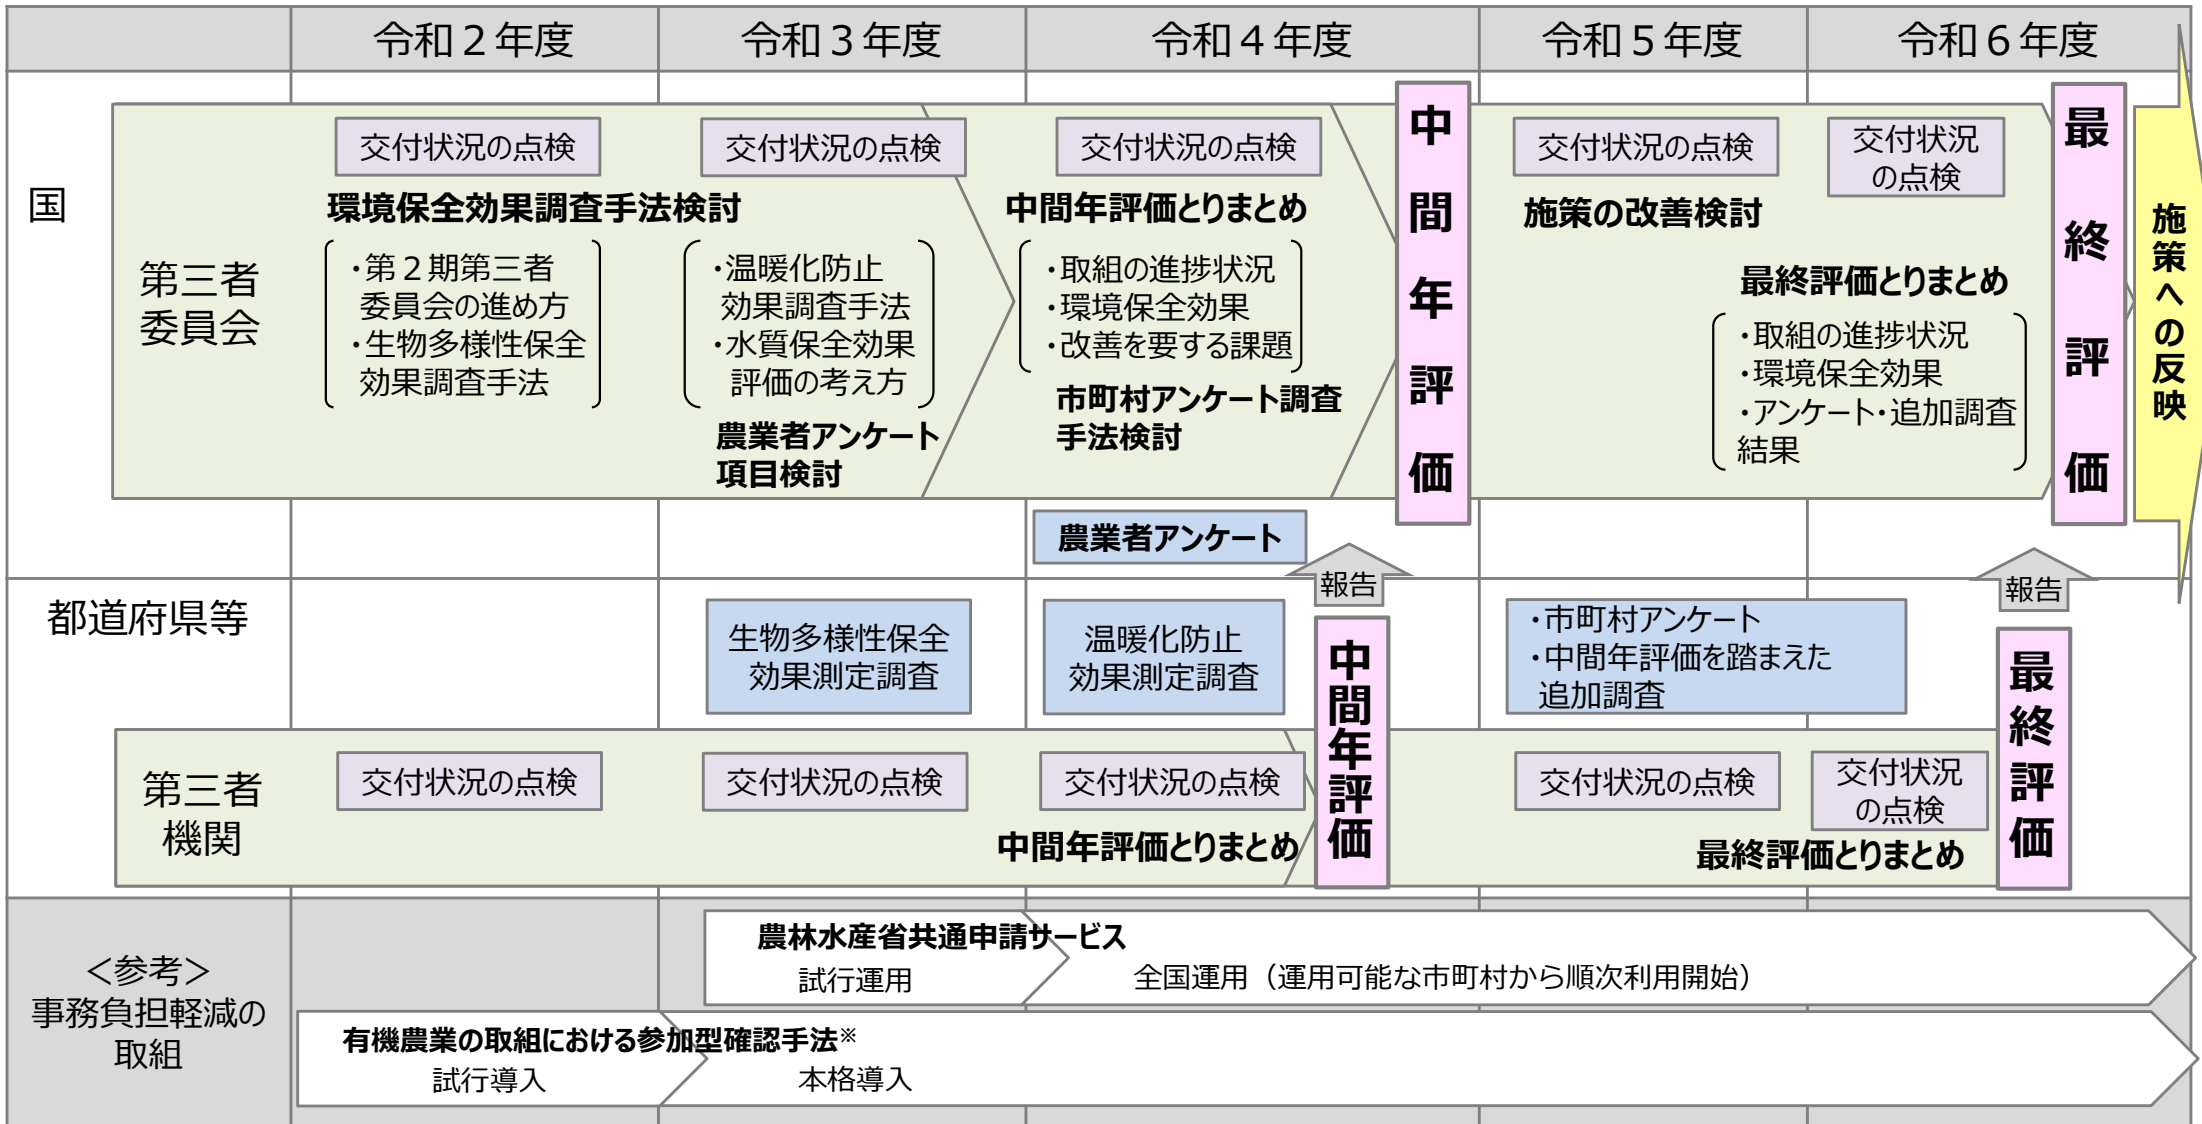 令和２年度
令和３年度
令和４年度
令和５年度
令和６年度
国
第三者
委員会
交付状況の点検
環境保全効果調査手法検討
・第２期第三者
委員会の進め方
・生物多様性保全
効果調査手法
交付状況の点検
・温暖化防止
効果調査手法
・水質保全効果
評価の考え方
農業者アンケート
項目検討
交付状況の点検
中間年評価とりまとめ
・取組の進捗状況
・環境保全効果
・改善を要する課題
市町村アンケート調査
手法検討
中間年評価
交付状況の点検
施策の改善検討
交付状況
の点検
最終評価とりまとめ
・取組の進捗状況
・環境保全効果
・アンケート・追加調査
結果
最終評価
施策への反映
農業者アンケート
報告
報告
都道府県等
生物多様性保全
効果測定調査
温暖化防止
効果測定調査
中間年評価
・市町村アンケート
・中間年評価を踏まえた
追加調査
最終評価
第三者
機関
交付状況の点検
交付状況の点検
交付状況の点検
中間年評価とりまとめ
交付状況の点検
交付状況
の点検
最終評価とりまとめ
＜参考＞
事務負担軽減の
取組
農林水産省共通申請サービス
試行運用
全国運用（運用可能な市町村から順次利用開始）
有機農業の取組における参加型確認手法※
試行導入
本格導入